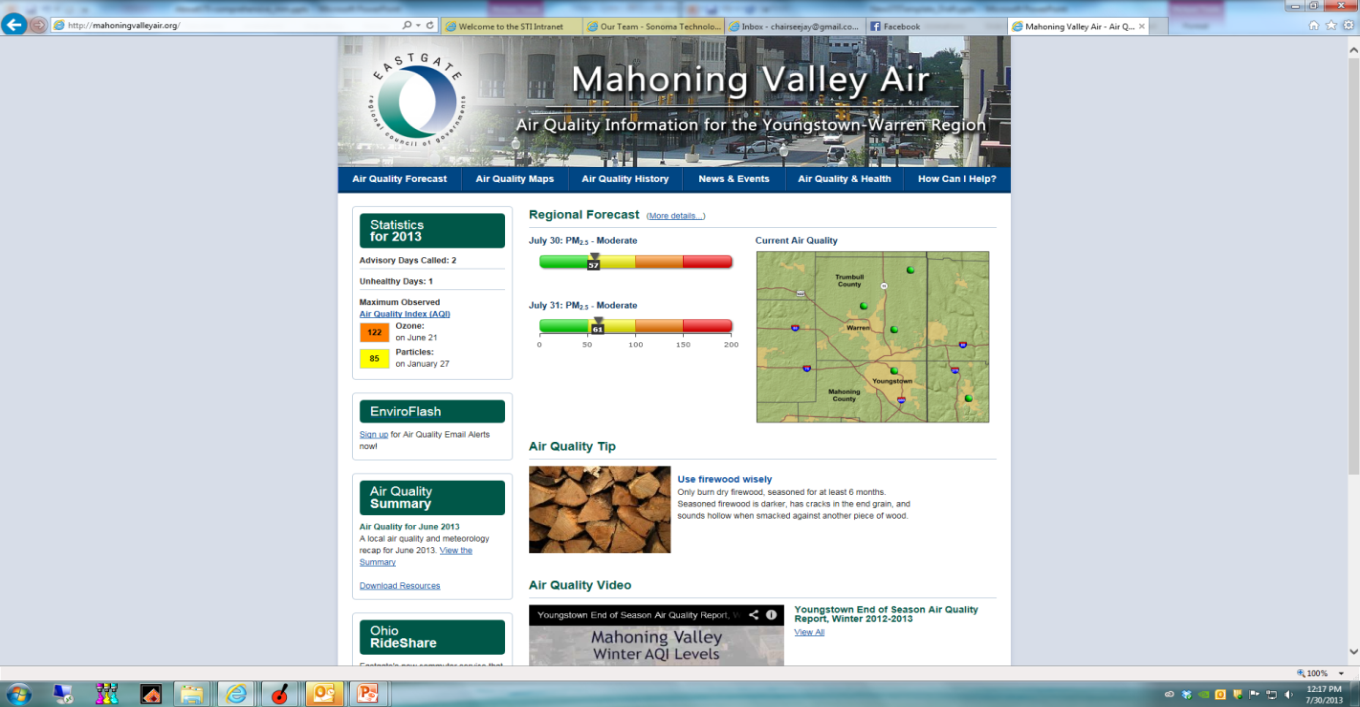 http://mahoningvalleyair.org/
Welcome to the STI Intranet
Our Team - Sonoma Technolo...
Inbox - chairseejay@gmail.co...
Facebook
Mahoning Valley Air - Air Q...
EASTGATE
regional council of governments
Mahoning Valley Air
Air Quality Information for the Youngstown-Warren Region
Air Quality Forecast
Air Quality Maps
Air Quality History
News & Events
Air Quality & Health
How Can I Help?
Statistics
for 2013
Advisory Days Called: 2
Unhealthy Days: 1
Maximum Observed
Air Quality Index (AQI)
122
Ozone:
on June 21
85
Particles:
on January 27
EnviroFlash
Sign up for Air Quality Email Alerts
now!
Air Quality
Summary
Air Quality for June 2013
A local air quality and meteorology
recap for June 2013. View the
Summary
Download Resources
Ohio
RideShare
Regional Forecast (More details...)
July 30: PM2.5 - Moderate
57
July 31: PM2.5 - Moderate
61
0 50 100 150 200
Current Air Quality
Trumbull
County
Warren
Youngstown
Mahoning
County
Air Quality Tip
Use firewood wisely
Only burn dry firewood, seasoned for at least 6 months.
Seasoned firewood is darker, has cracks in the end grain, and
sounds hollow when smacked against another piece of wood.
Air Quality Video
Youngstown End of Season Air Quality Report,
Mahoning Valley
Winter AQI Levels
Youngstown End of Season Air Quality
Report, Winter 2012-2013
View All
100%
12:17 PM
7/30/2013